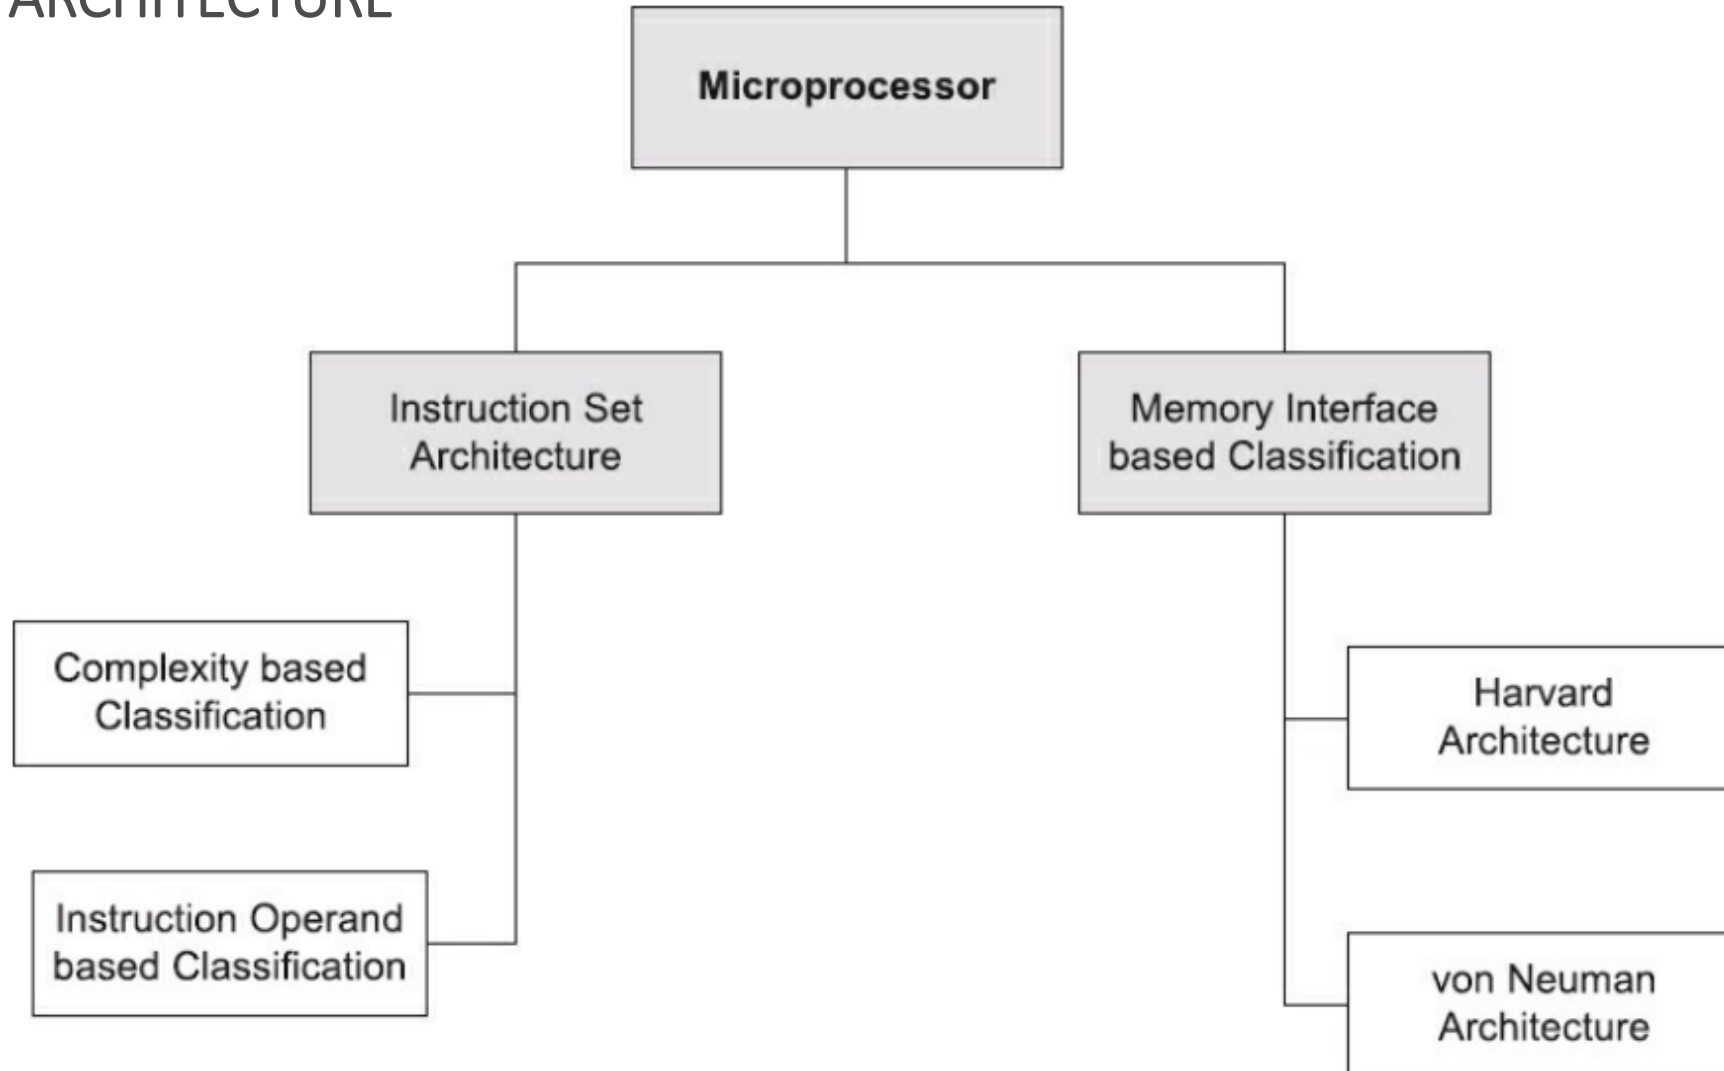 ARCHITECTURE
Microprocessor
Instruction Set
Architecture
Memory Interface
based Classification
Complexity based
Classification
Harvard
Architecture
Instruction Operand
based Classification
von Neuman
Architecture